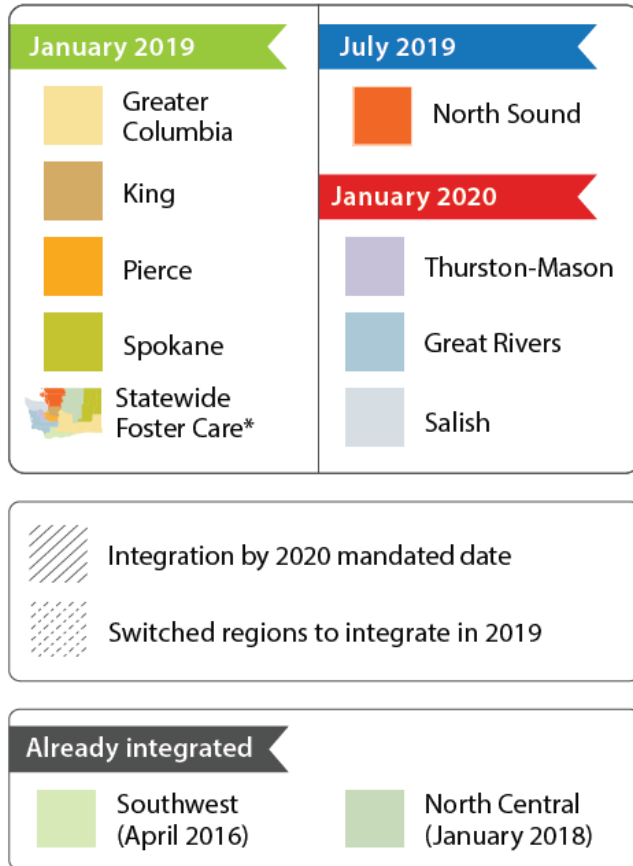 January 2019
Greater
Columbia
King
Pierce
Spokane
Statewide
Foster Care*
July 2019
North Sound
January 2020
Thurston-Mason
Great Rivers
Salish
Integration by 2020 mandated date
Switched regions to integrate in 2019
Already integrated
Southwest
(April 2016)
North Central
(January 2018)